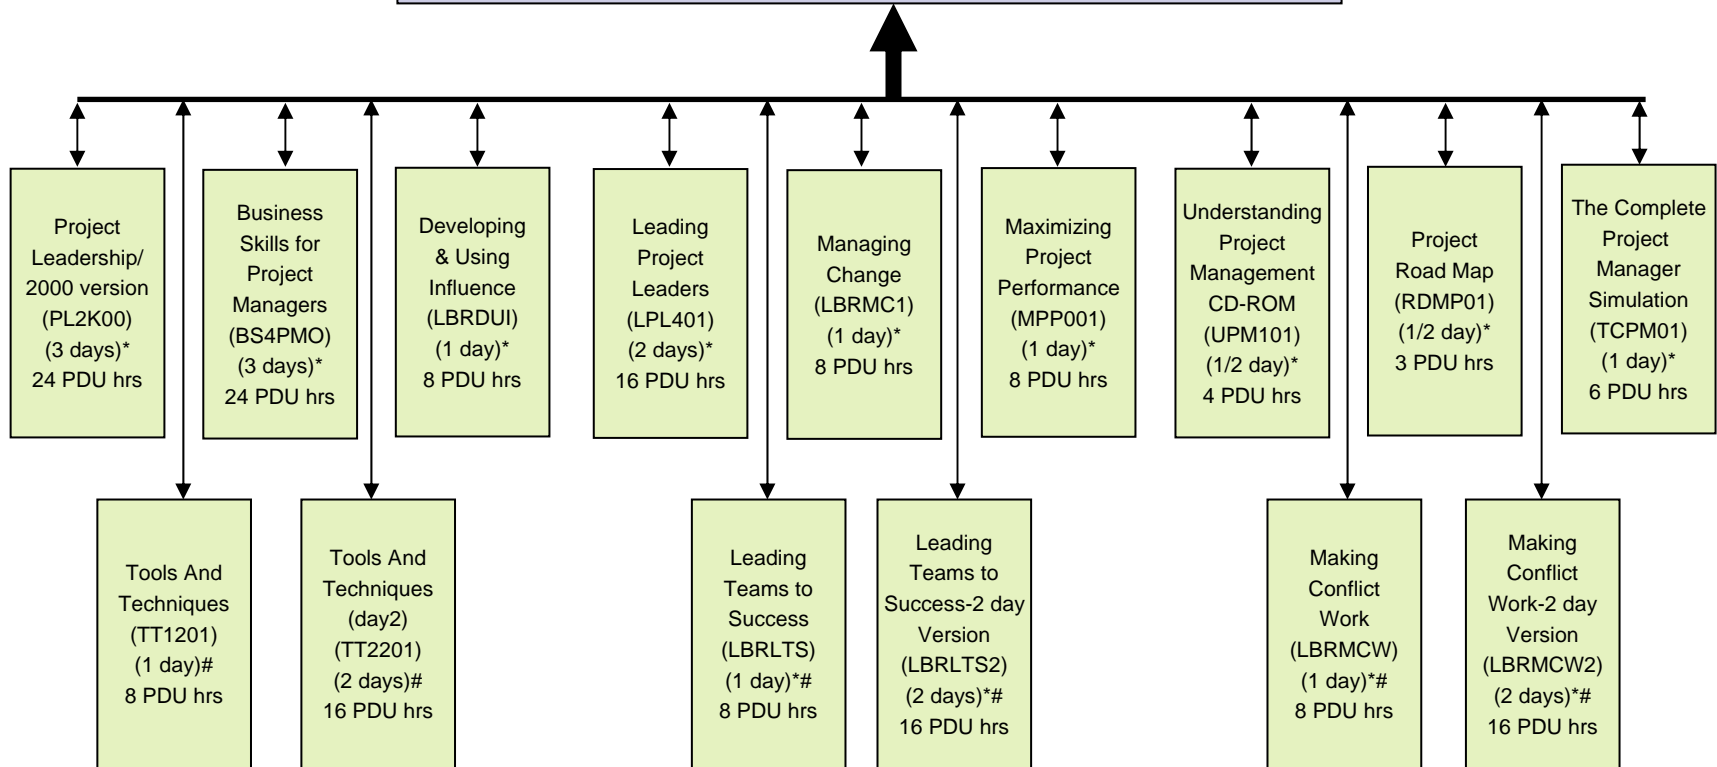 Project
Leadership/
2000 version
(PL2K00)
(3 days)*
24 PDU hrs
Business
Skills for
Project
Managers
(BS4PMO)
(3 days)*
24 PDU hrs
Developing
& Using
Influence
(LBRDUI)
(1 day)*
8 PDU hrs
Leading
Project
Leaders
(LPL401)
(2 days)*
16 PDU hrs
Managing
Change
(LBRMC1)
(1 day)*
8 PDU hrs
Maximizing
Project
Performance
(MPP001)
(1 day)*
8 PDU hrs
Understanding
Project
Management
CD-ROM
(UPM101)
(1/2 day)*
4 PDU hrs
Project
Road Map
(RDMP01)
(1/2 day)*
3 PDU hrs
The Complete
Project
Manager
Simulation
(TCPM01)
(1 day)*
6 PDU hrs
Tools And
Techniques
(TT1201)
(1 day)#
8 PDU hrs
Tools And
Techniques
(day2)
(TT2201)
(2 days)#
16 PDU hrs
Leading
Teams to
Success
(LBRLTS)
(1 day)*#
8 PDU hrs
Leading
Teams to
Success-2 day
Version
(LBRLTS2)
(2 days)*#
16 PDU hrs
Making
Conflict
Work
(LBRMCW)
(1 day)*#
8 PDU hrs
Making
Conflict
Work-2 day
Version
(LBRMCW2)
(2 days)*#
16 PDU hrs